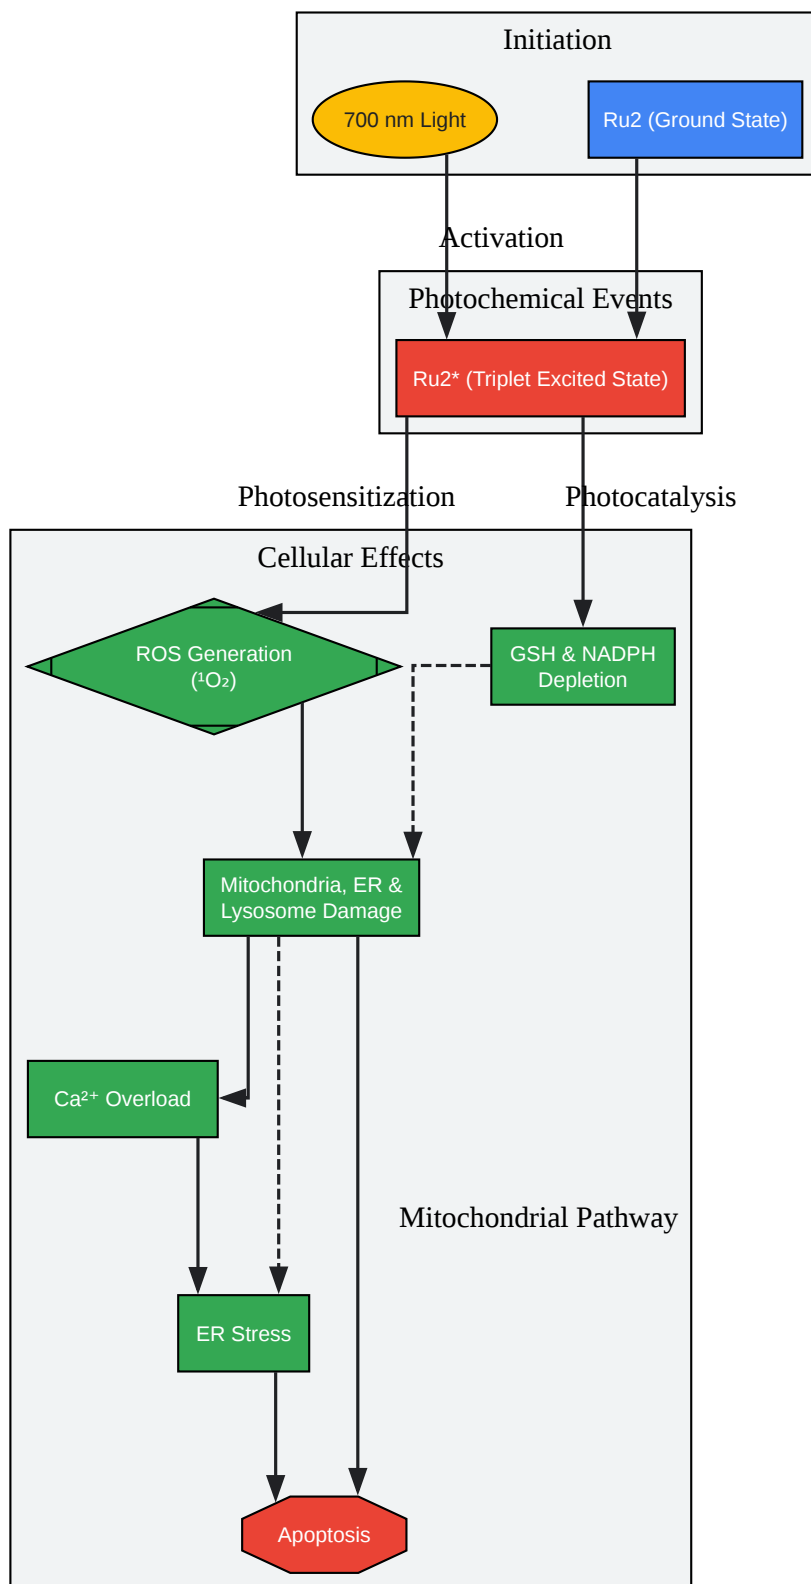 Initiation
700 nm Light
Ru2 (Ground State)
Activation
Photochemical Events
Ru2* (Triplet Excited State)
Photosensitization
Photocatalysis
Cellular Effects
ROS Generation
(¹O₂)
GSH & NADPH
Depletion
Mitochondria, ER &
Lysosome Damage
Ca²⁺ Overload
Mitochondrial Pathway
ER Stress
Apoptosis